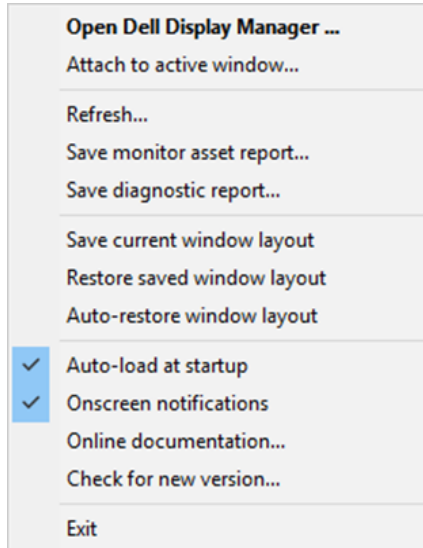 Open Dell Display Manager ...
Attach to active window...
Refresh...
Save monitor asset report...
Save diagnostic report...
Save current window layout
Restore saved window layout
Auto-restore window layout
Auto-load at startup
Onscreen notifications
Online documentation...
Check for new version...
Exit